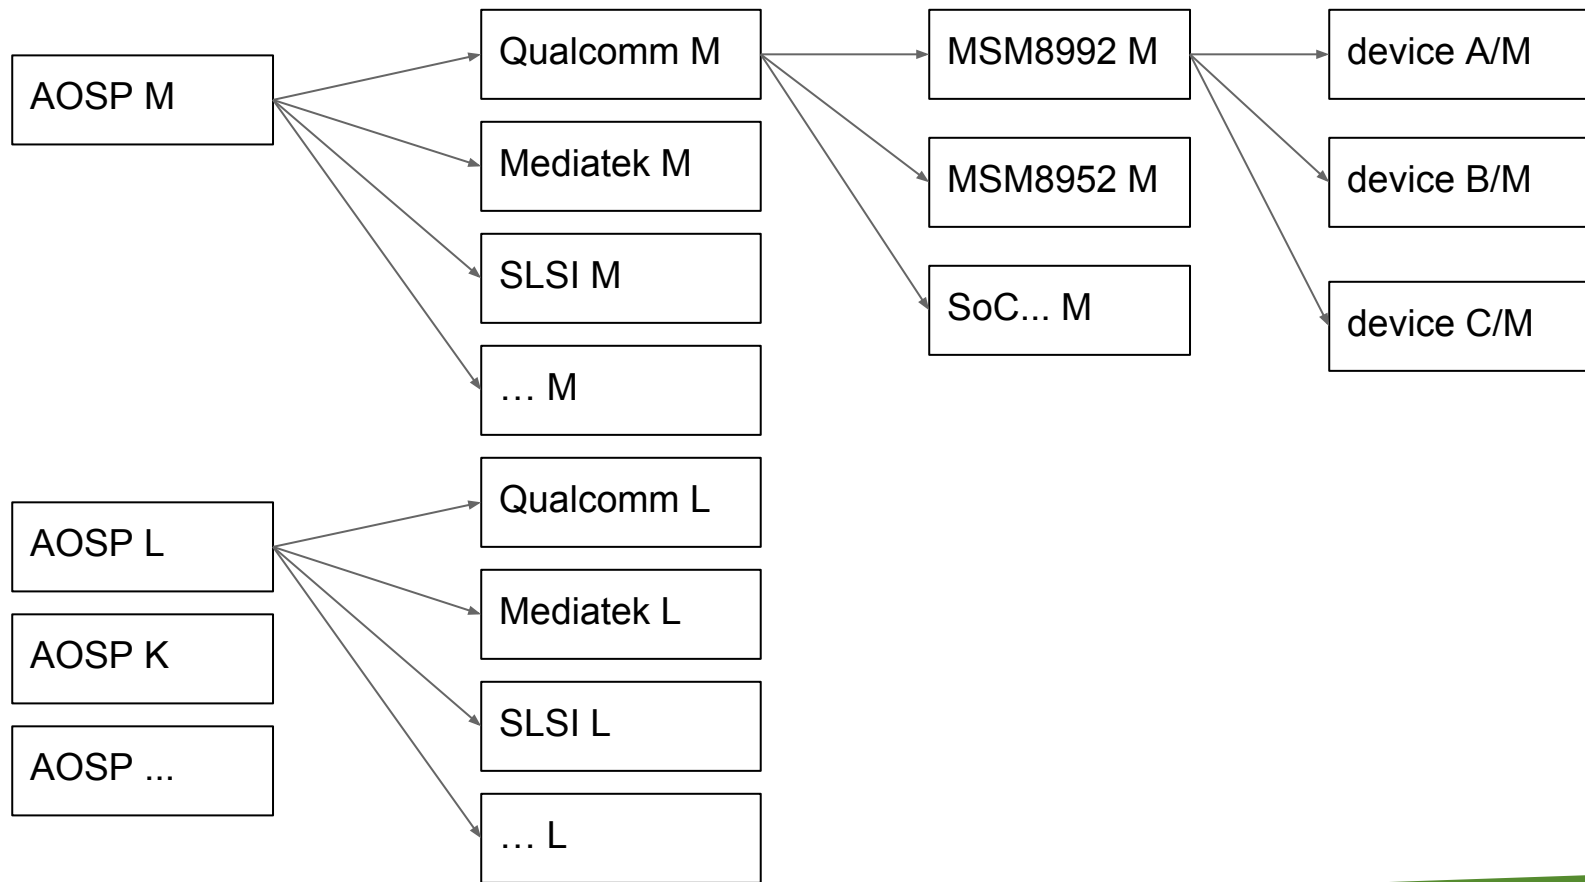 AOSP M
Qualcomm M
Mediatek M
SLSI M
… M
MSM8992 M
MSM8952 M
SoC... M
device A/M
device B/M
device C/M
AOSP L
AOSP K
AOSP ...
Qualcomm L
Mediatek L
SLSI L
… L